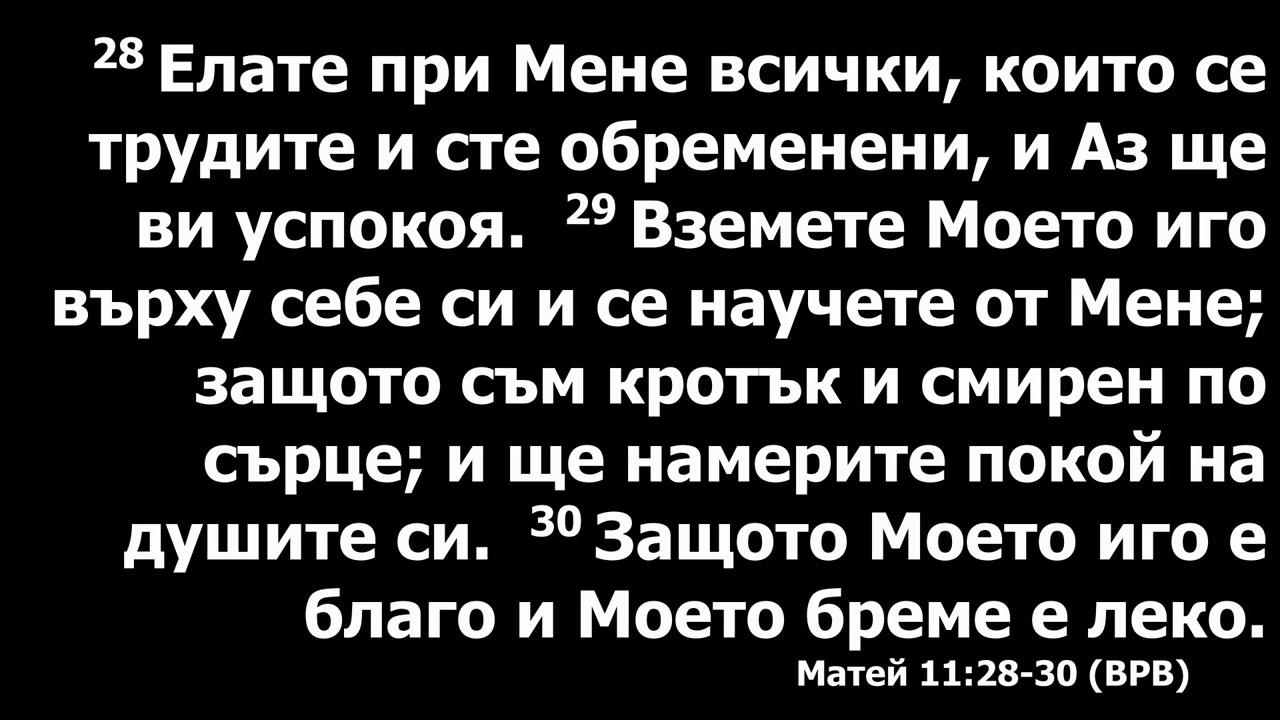 28 Елате при Мене всички, които се
трудите и сте обременени, и Аз ще
ви успокоя. 29 Вземете Моето иго
върху себе си и се научете от Мене;
защото съм кротък и смирен по
сърце; и ще намерите покой на
душите си. 30 Защото Моето иго е
благо и Моето бреме е леко.
Матей 11:28-30 (ВРВ)